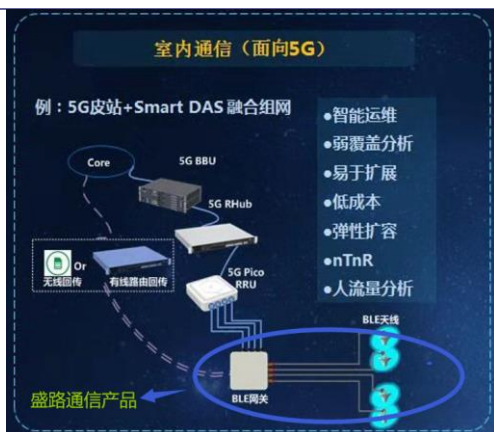 室内通信（面向5G）
例：5G皮站+Smart DAS 融合组网
●智能运维
●弱覆盖分析
●易于扩展
●低成本
●弹性扩容
●nTnR
●人流量分析
Core
5G BBU
5G RHub
Or
无线回传
有线路由回传
5G Pico
RRU
BLE天线
BLE网关
盛路通信产品